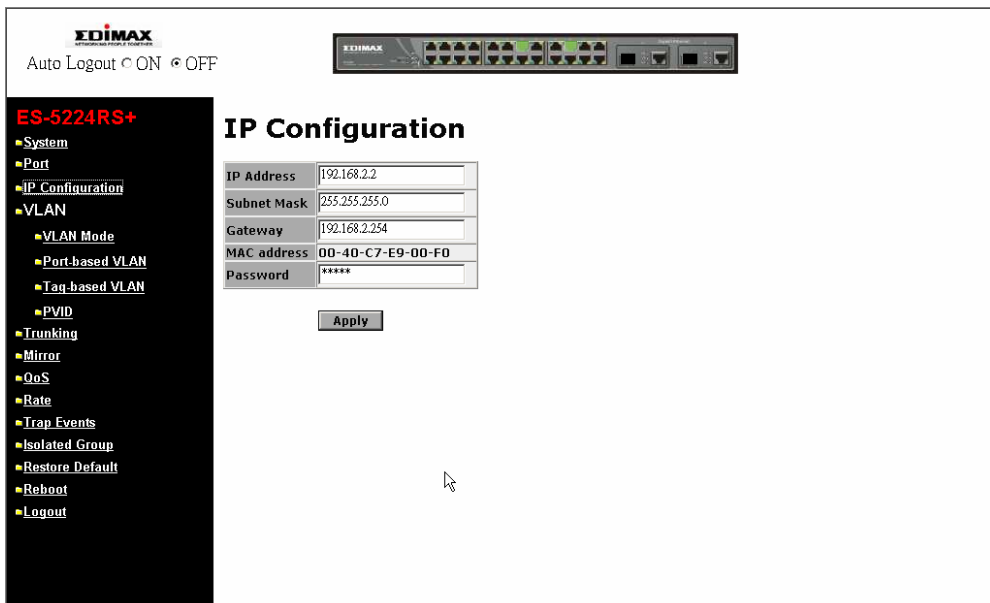 EDIMAX
NETWORKING PEOPLE TOGETHER
Auto Logout ON OFF
EDIMAX
ES-5224RS+
System
Port
IP Configuration
VLAN
VLAN Mode
Port-based VLAN
Tag-based VLAN
PVID
Trunking
Mirror
QoS
Rate
Trap Events
Isolated Group
Restore Default
Reboot
Logout
IP Configuration
IP Address 192.168.2.2
Subnet Mask 255.255.255.0
Gateway 192.168.2.254
MAC address 00-40-C7-E9-00-F0
Password *****
Apply